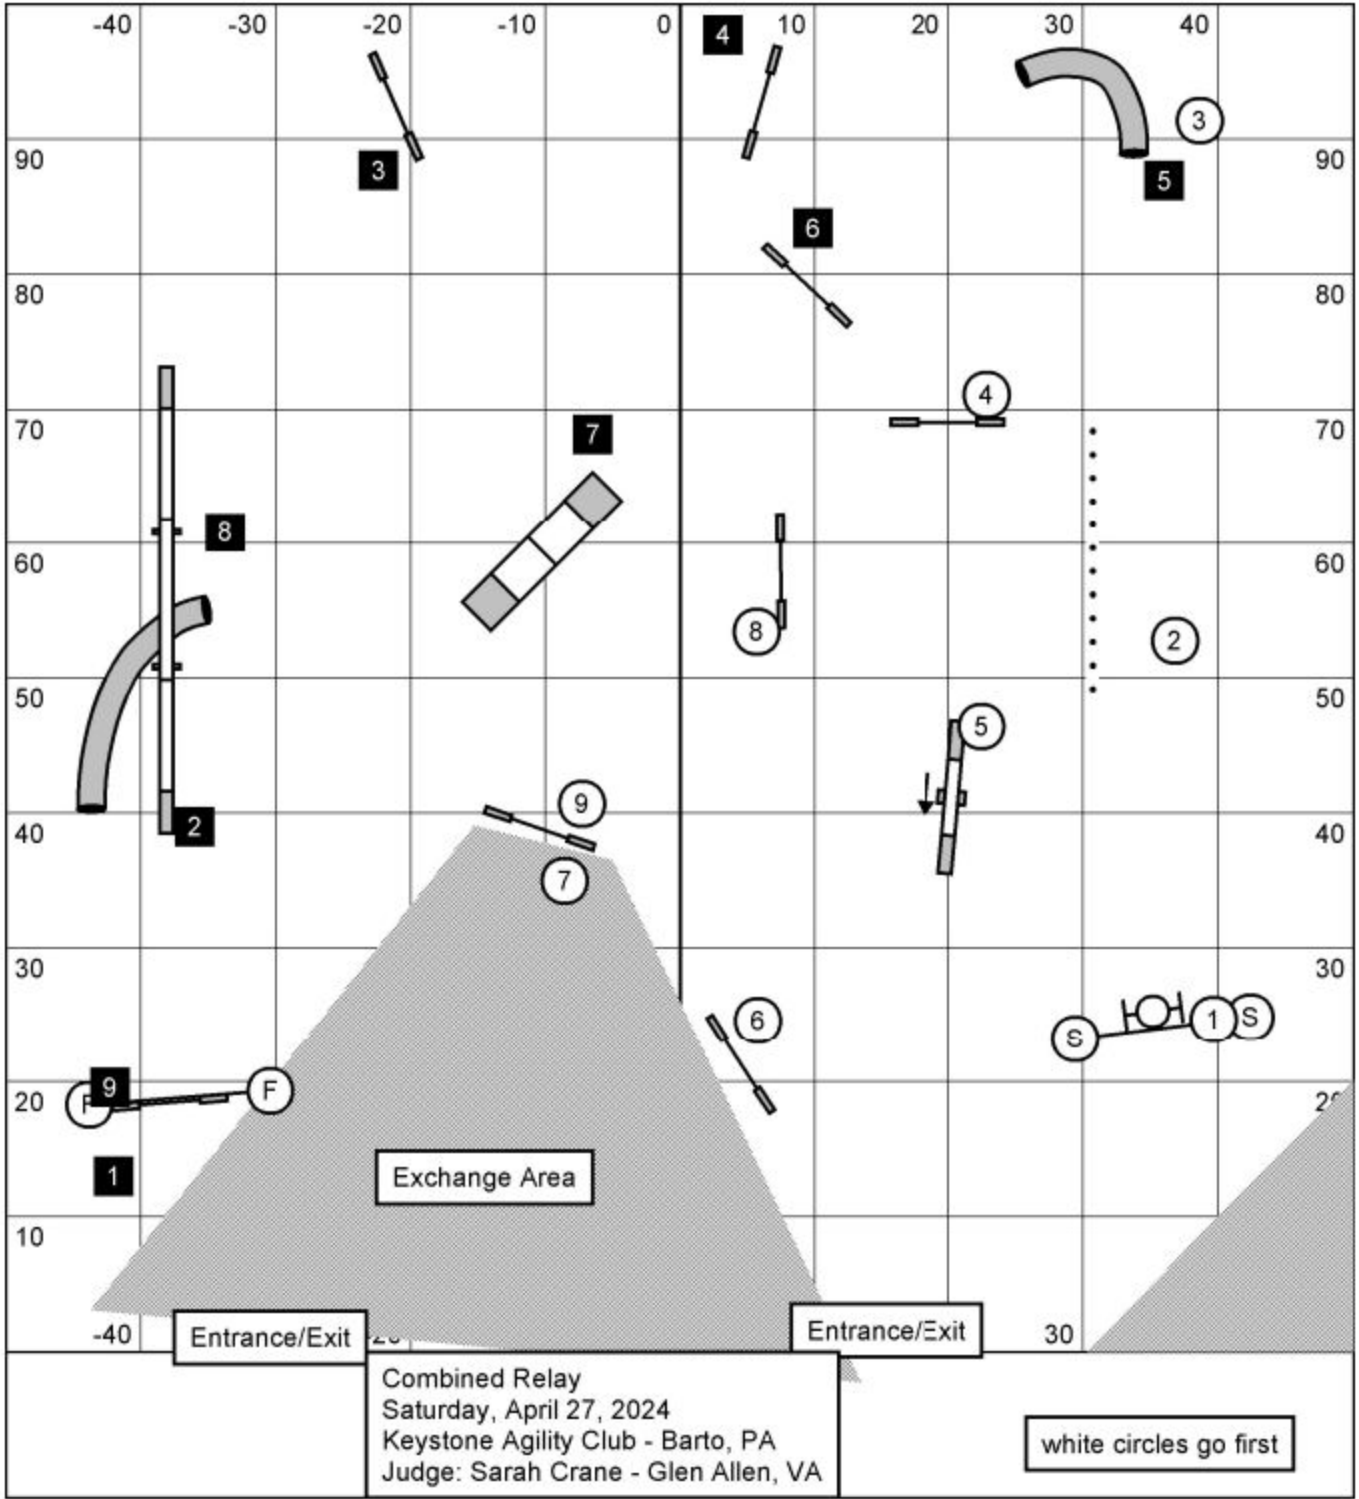 -40 -30 -20 -10 0 4 10 20 30 40
3
90 3 5 90
6
80 80
4
70 7 70
8
60 60
8 2
50 50
5
9
40 2 40
7
30 30
6 S 1 S
9 F F
20 20
1 Exchange Area
10
-40 Entrance/Exit -20 Entrance/Exit 30
Combined Relay
Saturday, April 27, 2024
Keystone Agility Club - Barto, PA
Judge: Sarah Crane - Glen Allen, VA
white circles go first